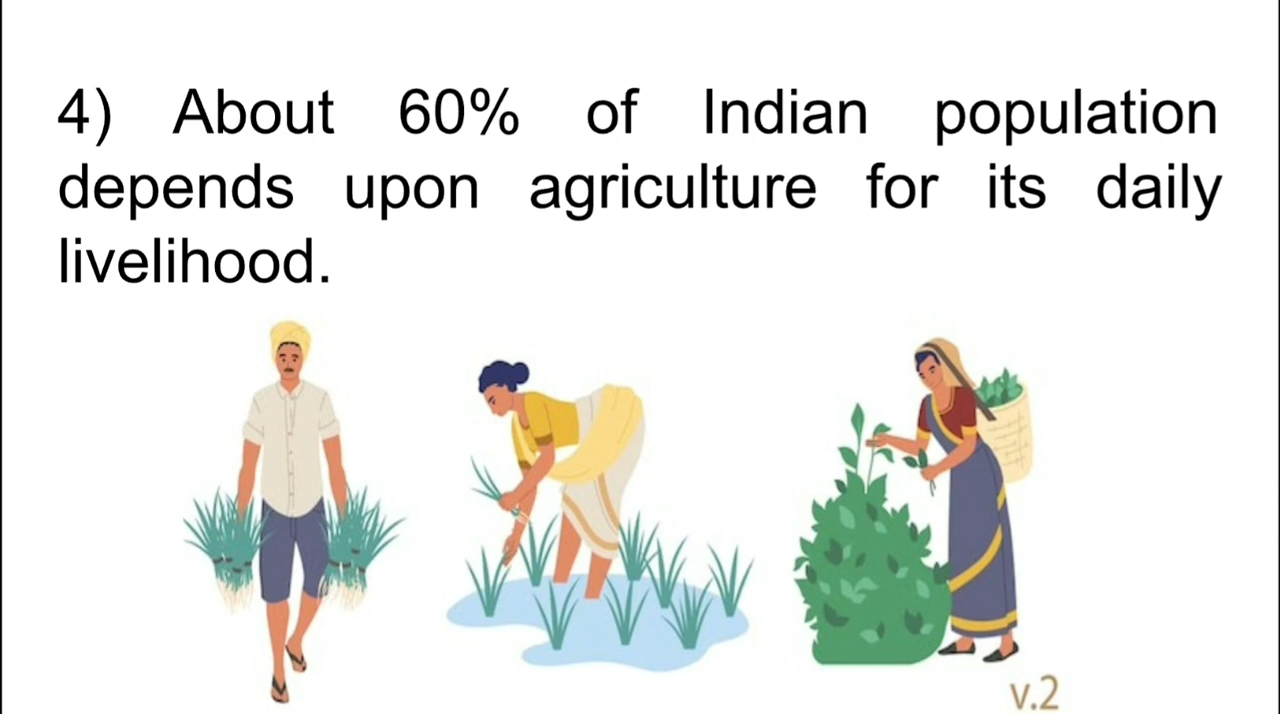 4) About 60% of Indian population
depends upon agriculture for its daily
livelihood.
v.2